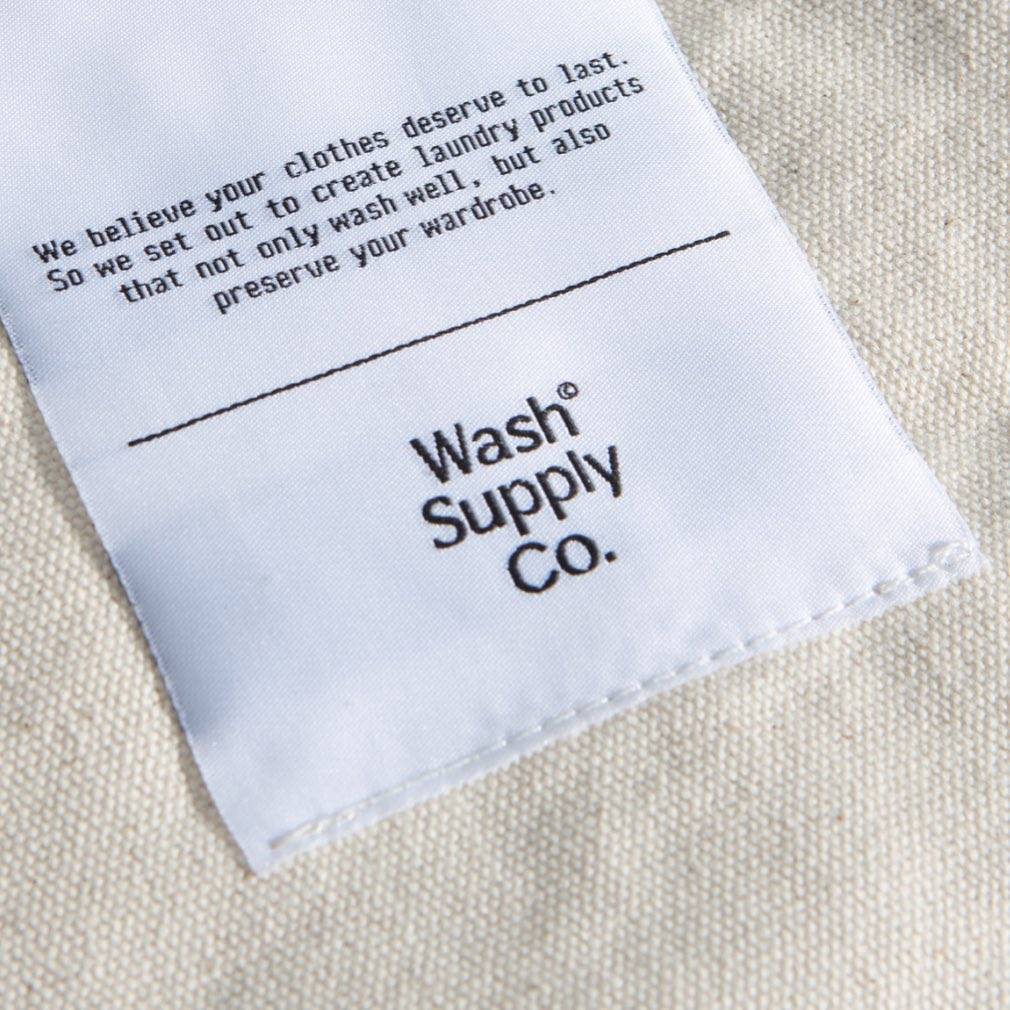 We believe your clothes deserve to last.
So we set out to create laundry products
that not only wash well, but also
preserve your wardrobe.
Wash©
Supply
Co.